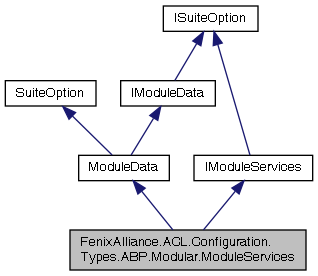 ISuiteOption
SuiteOption
IModuleData
ModuleData
IModuleServices
FenixAlliance.ACL.Configuration.
Types.ABP.Modular.ModuleServices